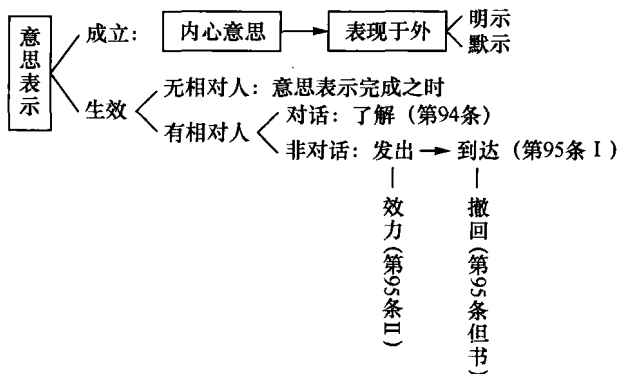 意思表示
成立：
内心意思
表现于外
明示
默示
生效
无相对人：意思表示完成之时
有相对人
对话：了解（第94条）
非对话：发出
到达（第95条Ⅰ）
效力（第95条Ⅱ）
撤回（第95条但书）